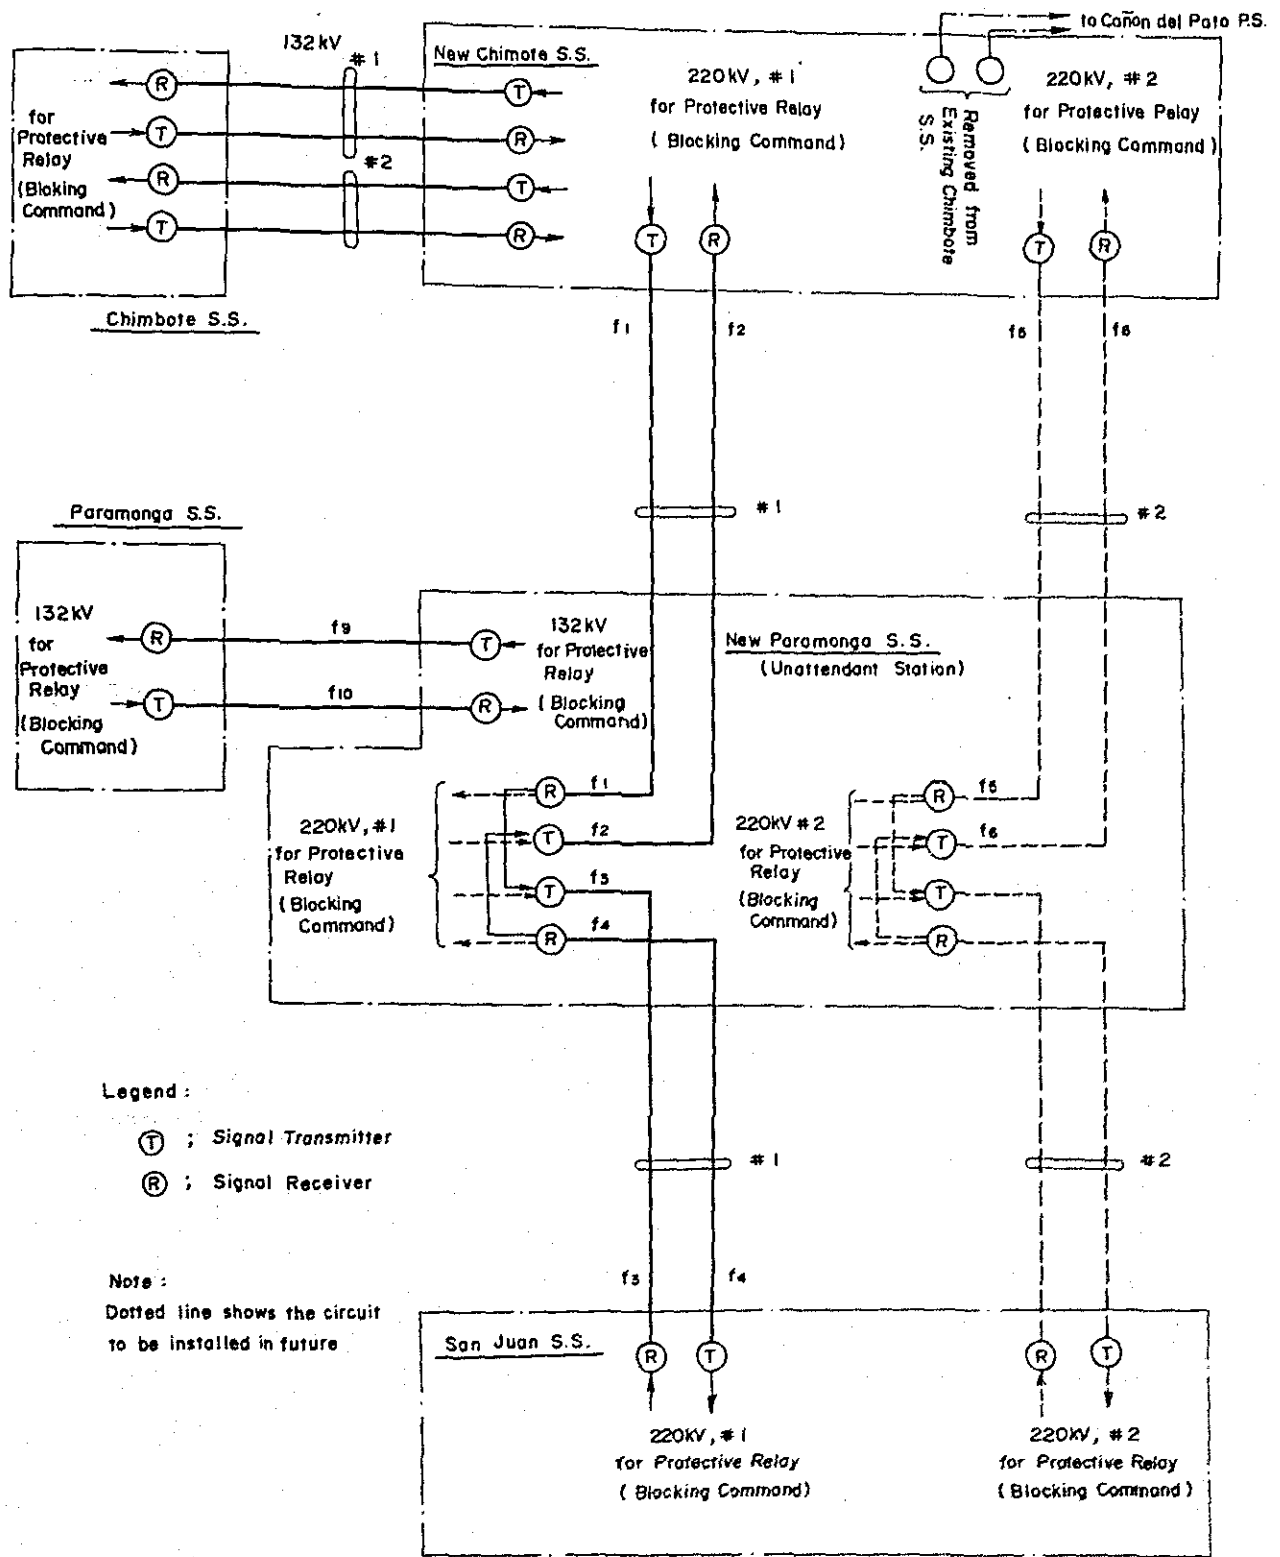 to Cañon del Pato P.S.
132kV
#1
New Chimote S.S.
220kV, #1
for Protective Relay
(Blocking Command)
Removed from
Existing Chimbote
S.S.
220kV, #2
for Protective Pelay
(Blocking Command)
R
T
for
Protective
Relay
(Bloking
Command)
T
R
#2
R
T
T
R
T
R
T
R
Chimbote S.S.
f1
f2
f5
f6
#1
#2
Paramonga S.S.
132kV
for
Protective
Relay
(Blocking
Command)
R
f9
T
T
f10
R
132kV
for Protective
Relay
(Blocking
Command)
New Paramonga S.S.
(Unattendant Station)
220kV, #1
for Protective
Relay
(Blocking
Command)
R
f1
T
f2
T
f3
R
f4
220kV #2
for Protective
Relay
(Blocking
Command)
R
f5
T
f6
T
R
Legend :
T ; Signal Transmitter
R ; Signal Receiver
#1
#2
Note :
Dotted line shows the circuit
to be installed in future
f3
f4
San Juan S.S.
R
T
R
T
220kV, #1
for Protective Relay
(Blocking Command)
220kV, #2
for Protective Relay
(Blocking Command)